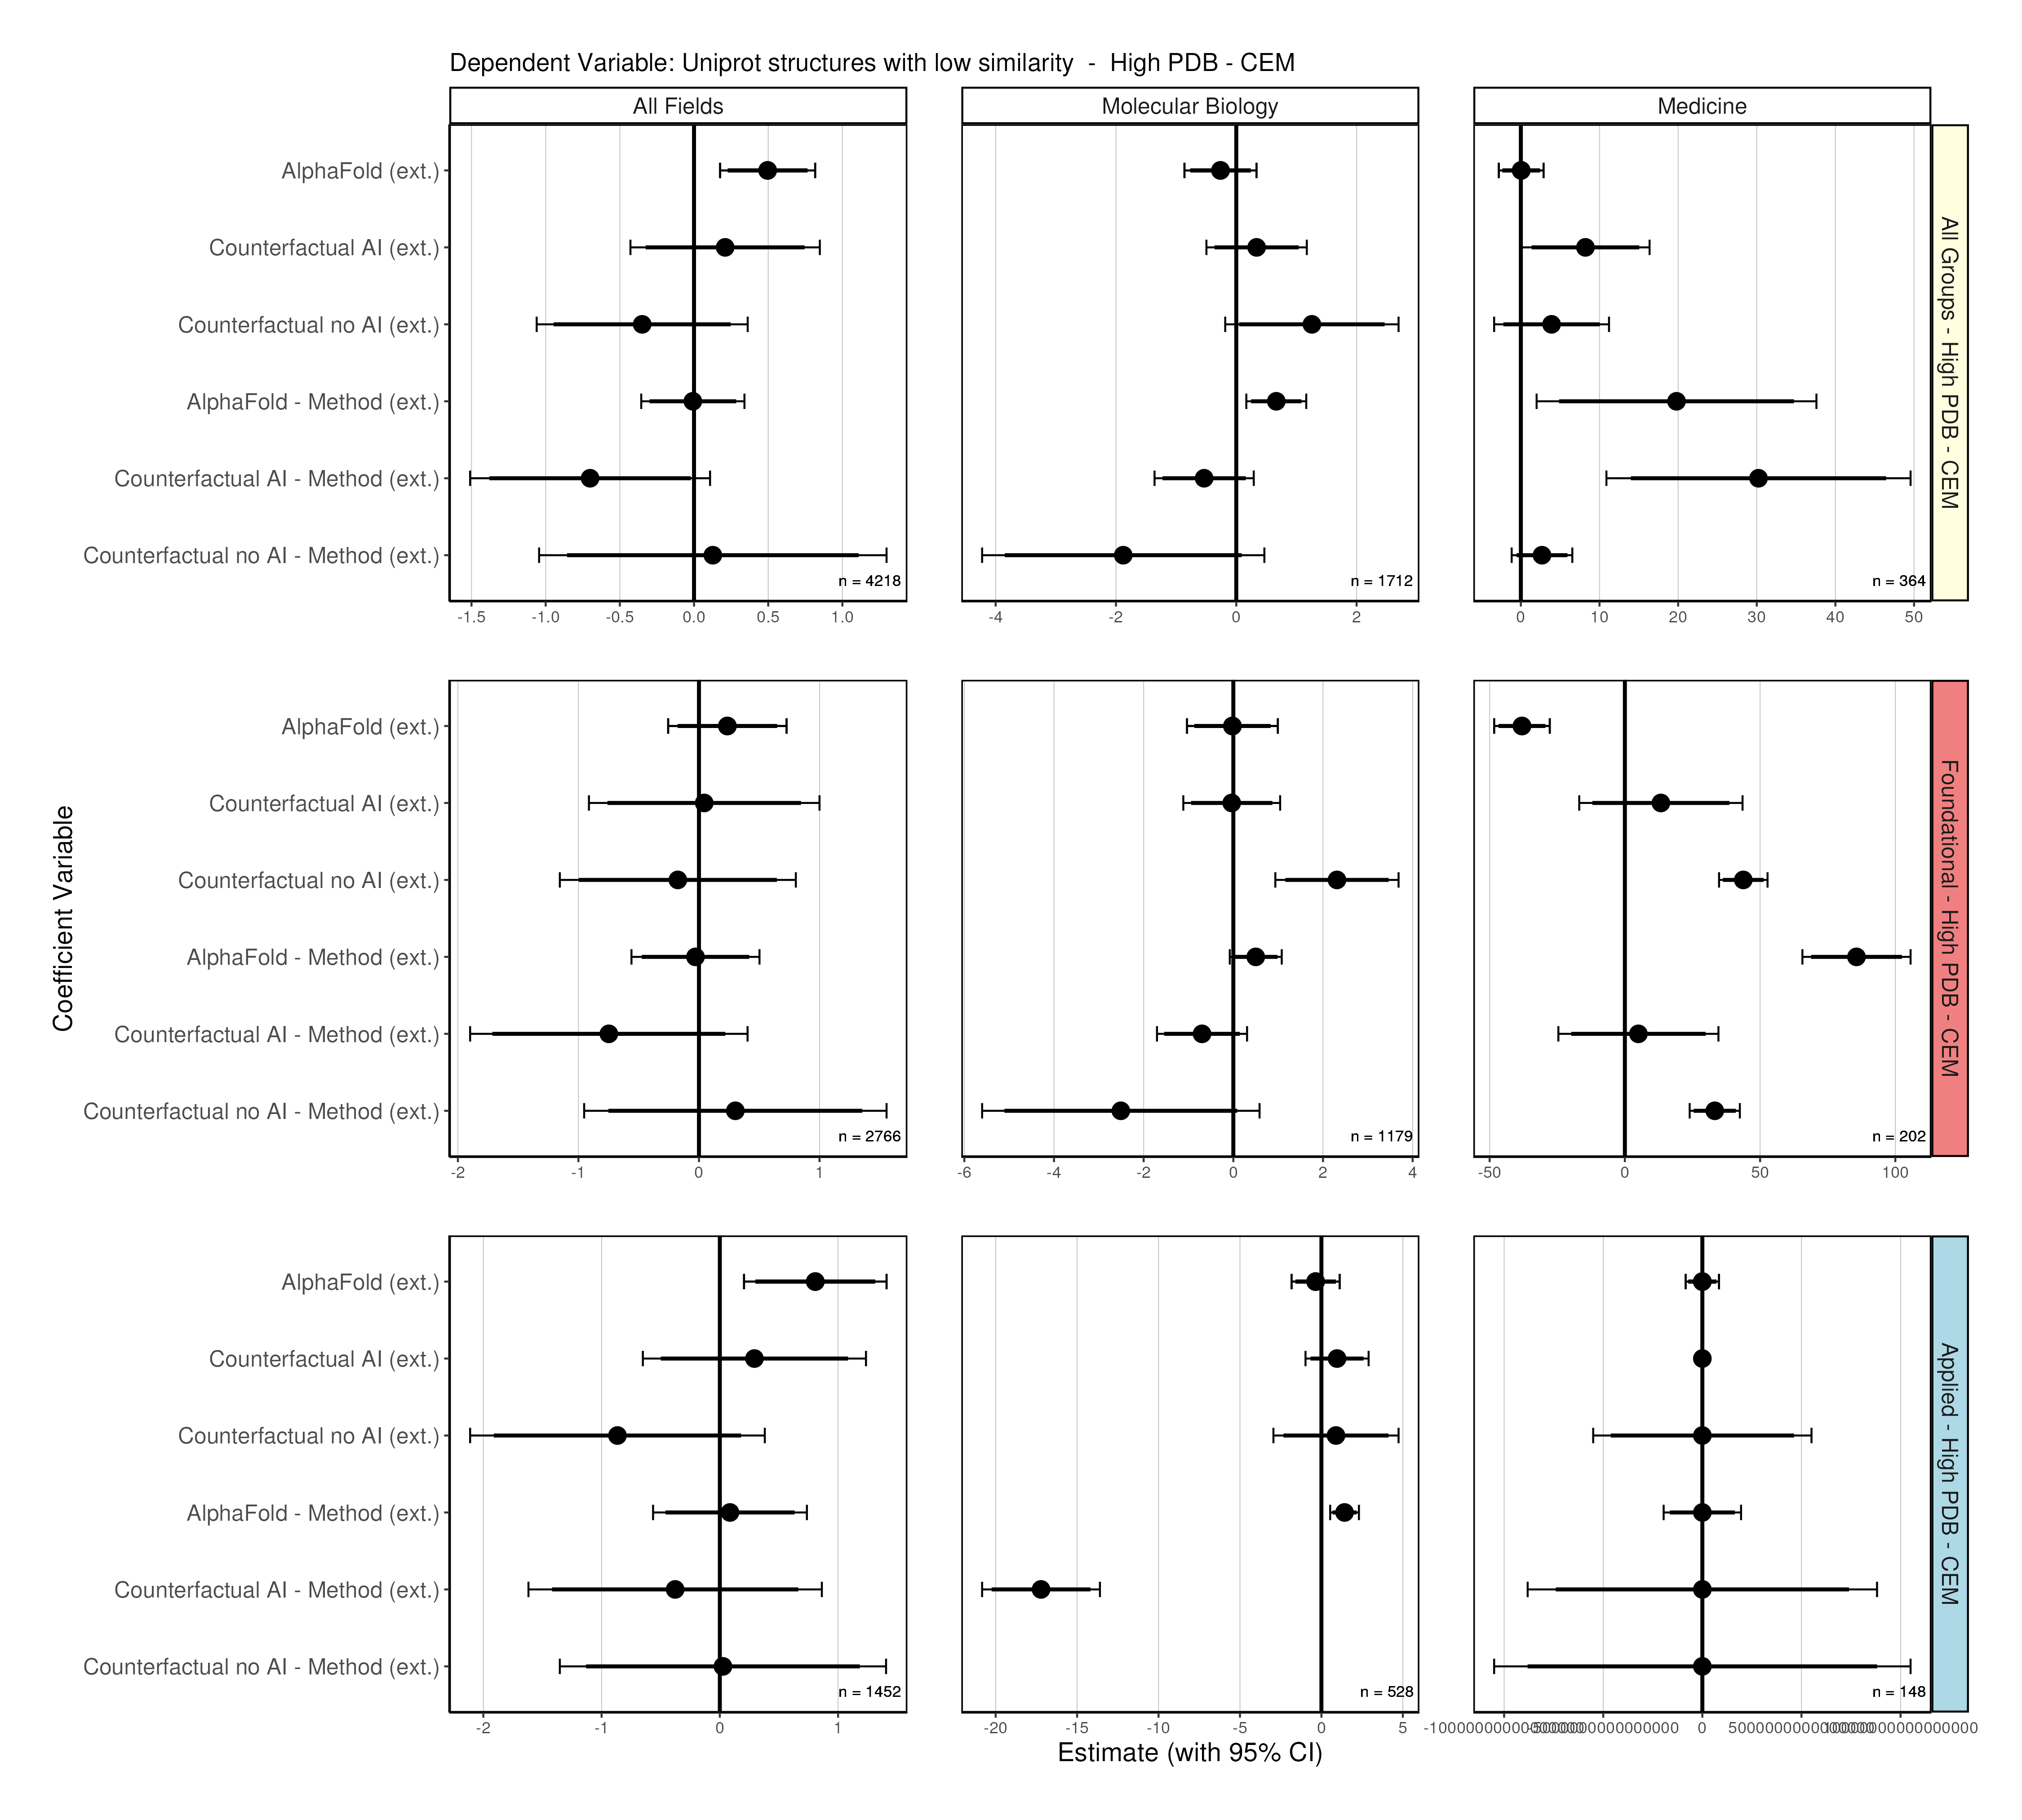 Dependent Variable: Uniprot structures with low similarity - High PDB - CEM
All Fields
Molecular Biology
Medicine
AlphaFold (ext.)
Counterfactual AI (ext.)
Counterfactual no AI (ext.)
AlphaFold - Method (ext.)
Counterfactual AI - Method (ext.)
Counterfactual no AI - Method (ext.)
n = 4218
n = 1712
n = 364
-1.5 -1.0 -0.5 0.0 0.5 1.0
-4 -2 0 2
0 10 20 30 40 50
All Groups - High PDB - CEM
Coefficient Variable
AlphaFold (ext.)
Counterfactual AI (ext.)
Counterfactual no AI (ext.)
AlphaFold - Method (ext.)
Counterfactual AI - Method (ext.)
Counterfactual no AI - Method (ext.)
n = 2766
n = 1179
n = 202
-2 -1 0 1
-6 -4 -2 0 2 4
-50 0 50 100
Foundational - High PDB - CEM
AlphaFold (ext.)
Counterfactual AI (ext.)
Counterfactual no AI (ext.)
AlphaFold - Method (ext.)
Counterfactual AI - Method (ext.)
Counterfactual no AI - Method (ext.)
n = 1452
n = 528
n = 148
-2 -1 0 1
-20 -15 -10 -5 0 5
0
Applied - High PDB - CEM
Estimate (with 95% CI)